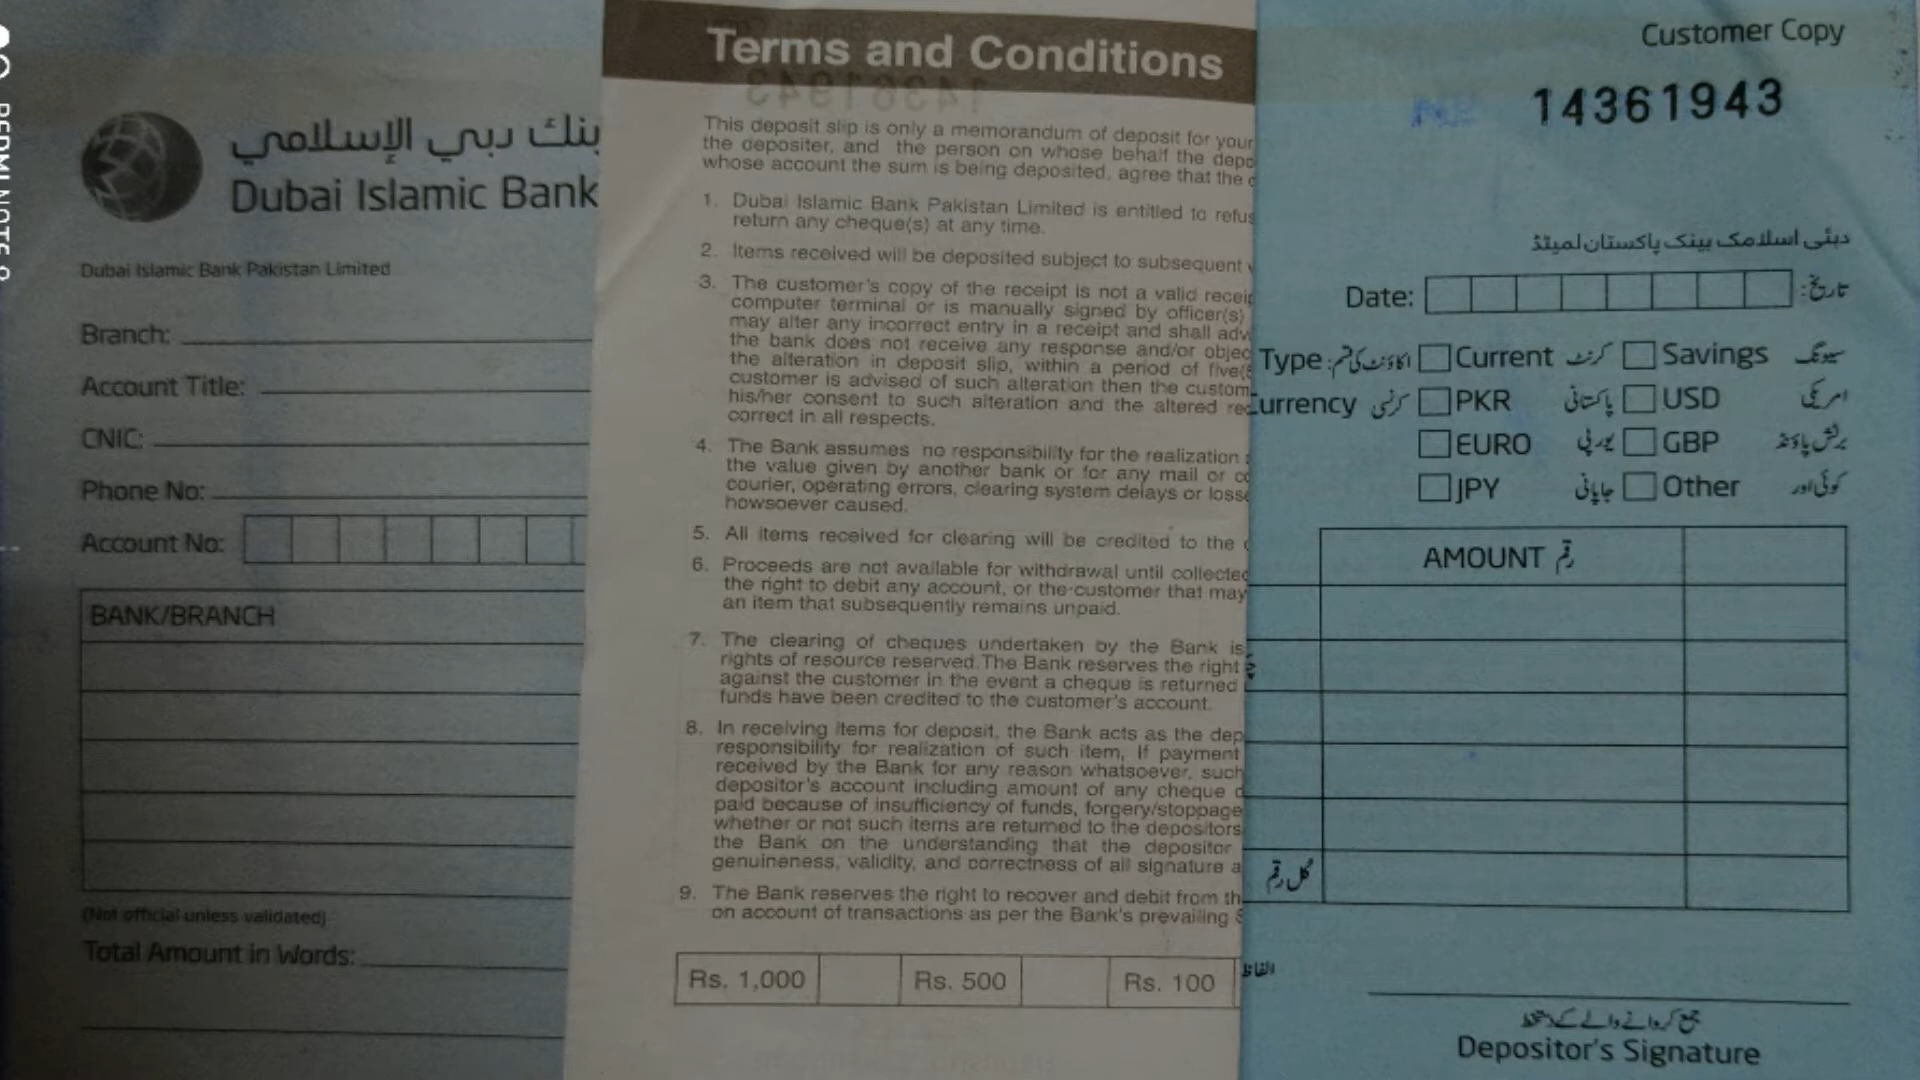 REDMI NOTE 8
بنك دبي الإسلامي
Dubai Islamic Bank
Dubai Islamic Bank Pakistan Limited
Branch:
Account Title:
CNIC:
Phone No:
Account No:
BANK/BRANCH
(Not official unless validated)
Total Amount in Words:
Terms and Conditions
14361943
This deposit slip is only a memorandum of deposit for your
the depositer, and the person on whose behalf the depo
whose account the sum is being deposited, agree that the
1. Dubai Islamic Bank Pakistan Limited is entitled to refus
return any cheque(s) at any time.
2. Items received will be deposited subject to subsequent
3. The customer's copy of the receipt is not a valid receip
computer terminal or is manually signed by officer(s)
may alter any incorrect entry in a receipt and shall adv
the bank does not receive any response and/or objec
the alteration in deposit slip, within a period of five(5
customer is advised of such alteration then the custom
his/her consent to such alteration and the altered rec
correct in all respects.
4. The Bank assumes no responsibility for the realization
the value given by another bank or for any mail or co
courier, operating errors, clearing system delays or losse
howsoever caused.
5. All items received for clearing will be credited to the
6. Proceeds are not available for withdrawal until collected
the right to debit any account, or the customer that may
an item that subsequently remains unpaid.
7. The clearing of cheques undertaken by the Bank is
rights of resource reserved. The Bank reserves the right
against the customer in the event a cheque is returned
funds have been credited to the customer's account.
8. In receiving items for deposit, the Bank acts as the dep
responsibility for realization of such item, If payment
received by the Bank for any reason whatsoever, such
depositor's account including amount of any cheque
paid because of insufficiency of funds, forgery/stoppage
whether or not such items are returned to the depositors
the Bank on the understanding that the depositor
genuineness, validity, and correctness of all signature a
9. The Bank reserves the right to recover and debit from th
on account of transactions as per the Bank's prevailing S
Rs. 1,000 Rs. 500 Rs. 100
Customer Copy
14361943
دبئی اسلامک بینک پاکستان لمیٹڈ
Date: تاریخ:
Type اکاؤنٹ کی قسم: Current کرنٹ Savings سیونگ
urrency کرنسی PKR پاکستانی USD امریکی
EURO یورپی GBP برٹش پاؤنڈ
JPY جاپانی Other کوئی اور
AMOUNT رقم
کل رقم
الفاظ
جمع کروانے والے کے دستخط
Depositor's Signature